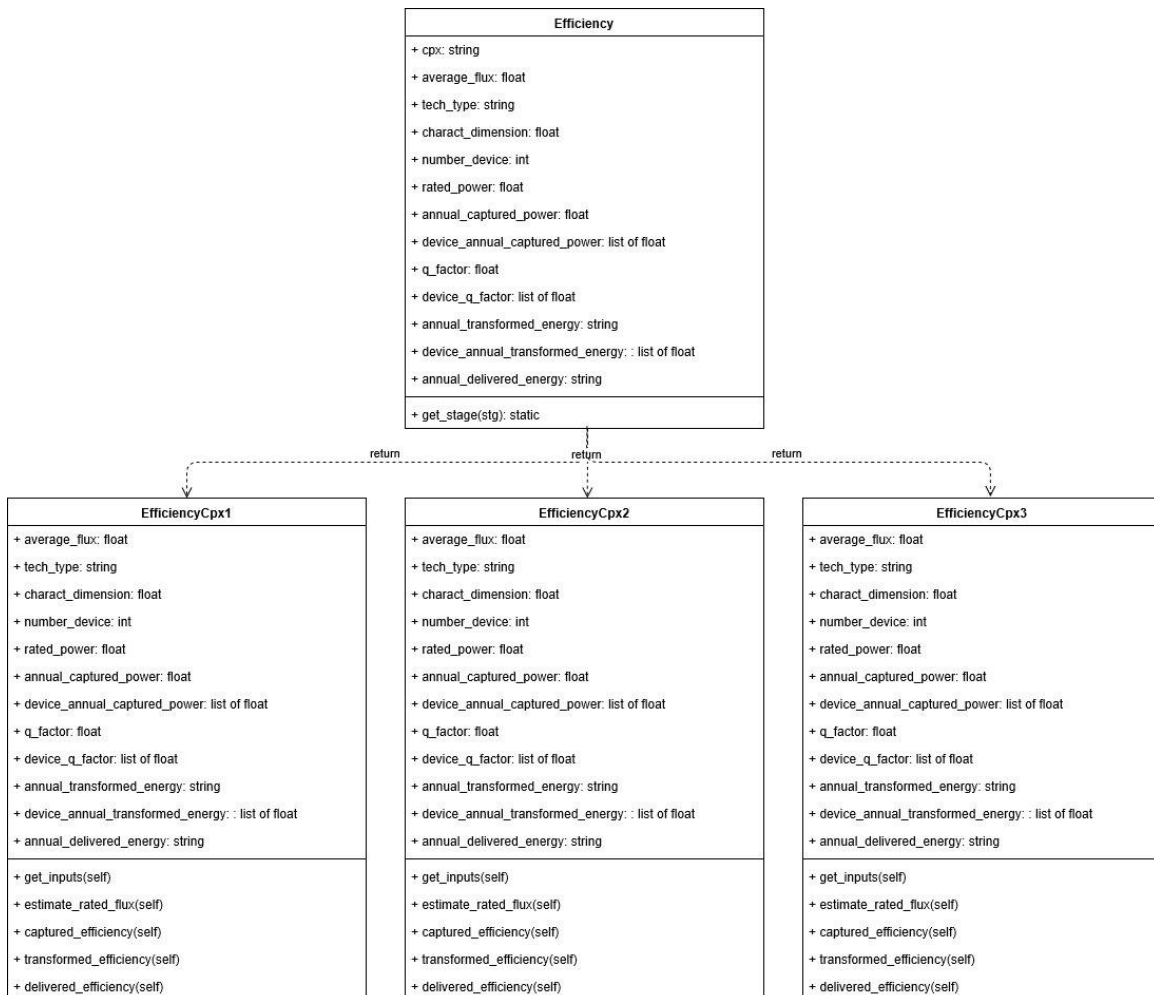 Efficiency
+ cpx: string
+ average_flux: float
+ tech_type: string
+ charact_dimension: float
+ number_device: int
+ rated_power: float
+ annual_captured_power: float
+ device_annual_captured_power: list of float
+ q_factor: float
+ device_q_factor: list of float
+ annual_transformed_energy: string
+ device_annual_transformed_energy: : list of float
+ annual_delivered_energy: string
+ get_stage(stg): static
return
return
return
EfficiencyCpx1
+ average_flux: float
+ tech_type: string
+ charact_dimension: float
+ number_device: int
+ rated_power: float
+ annual_captured_power: float
+ device_annual_captured_power: list of float
+ q_factor: float
+ device_q_factor: list of float
+ annual_transformed_energy: string
+ device_annual_transformed_energy: : list of float
+ annual_delivered_energy: string
+ get_inputs(self)
+ estimate_rated_flux(self)
+ captured_efficiency(self)
+ transformed_efficiency(self)
+ delivered_efficiency(self)
EfficiencyCpx2
+ average_flux: float
+ tech_type: string
+ charact_dimension: float
+ number_device: int
+ rated_power: float
+ annual_captured_power: float
+ device_annual_captured_power: list of float
+ q_factor: float
+ device_q_factor: list of float
+ annual_transformed_energy: string
+ device_annual_transformed_energy: : list of float
+ annual_delivered_energy: string
+ get_inputs(self)
+ estimate_rated_flux(self)
+ captured_efficiency(self)
+ transformed_efficiency(self)
+ delivered_efficiency(self)
EfficiencyCpx3
+ average_flux: float
+ tech_type: string
+ charact_dimension: float
+ number_device: int
+ rated_power: float
+ annual_captured_power: float
+ device_annual_captured_power: list of float
+ q_factor: float
+ device_q_factor: list of float
+ annual_transformed_energy: string
+ device_annual_transformed_energy: : list of float
+ annual_delivered_energy: string
+ get_inputs(self)
+ estimate_rated_flux(self)
+ captured_efficiency(self)
+ transformed_efficiency(self)
+ delivered_efficiency(self)